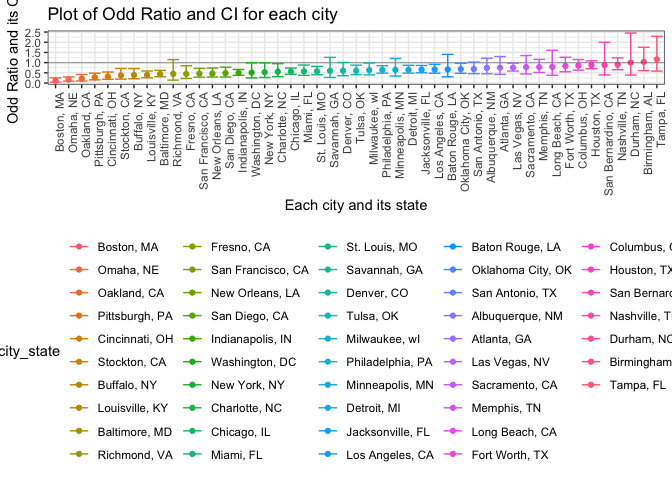 Plot of Odd Ratio and CI for each city
Odd Ratio and its
2.5
2.0
1.5
1.0
0.5
0.0
Boston, MA
Omaha, NE
Oakland, CA
Pittsburgh, PA
Cincinnati, OH
Stockton, CA
Buffalo, NY
Louisville, KY
Baltimore, MD
Richmond, VA
Fresno, CA
San Francisco, CA
New Orleans, LA
San Diego, CA
Indianapolis, IN
Washington, DC
New York, NY
Charlotte, NC
Chicago, IL
Miami, FL
St. Louis, MO
Savannah, GA
Denver, CO
Tulsa, OK
Milwaukee, wI
Philadelphia, PA
Minneapolis, MN
Detroit, MI
Jacksonville, FL
Los Angeles, CA
Baton Rouge, LA
Oklahoma City, OK
San Antonio, TX
Albuquerque, NM
Atlanta, GA
Las Vegas, NV
Sacramento, CA
Memphis, TN
Long Beach, CA
Fort Worth, TX
Columbus, OH
Houston, TX
San Bernardino, CA
Nashville, TN
Durham, NC
Birmingham, AL
Tampa, FL
Each city and its state
city_state
Boston, MA
Omaha, NE
Oakland, CA
Pittsburgh, PA
Cincinnati, OH
Stockton, CA
Buffalo, NY
Louisville, KY
Baltimore, MD
Richmond, VA
Fresno, CA
San Francisco, CA
New Orleans, LA
San Diego, CA
Indianapolis, IN
Washington, DC
New York, NY
Charlotte, NC
Chicago, IL
Miami, FL
St. Louis, MO
Savannah, GA
Denver, CO
Tulsa, OK
Milwaukee, wI
Philadelphia, PA
Minneapolis, MN
Detroit, MI
Jacksonville, FL
Los Angeles, CA
Baton Rouge, LA
Oklahoma City, OK
San Antonio, TX
Albuquerque, NM
Atlanta, GA
Las Vegas, NV
Sacramento, CA
Memphis, TN
Long Beach, CA
Fort Worth, TX
Columbus,
Houston, TX
San Bernard
Nashville,
Durham, NC
Birmingham
Tampa, FL